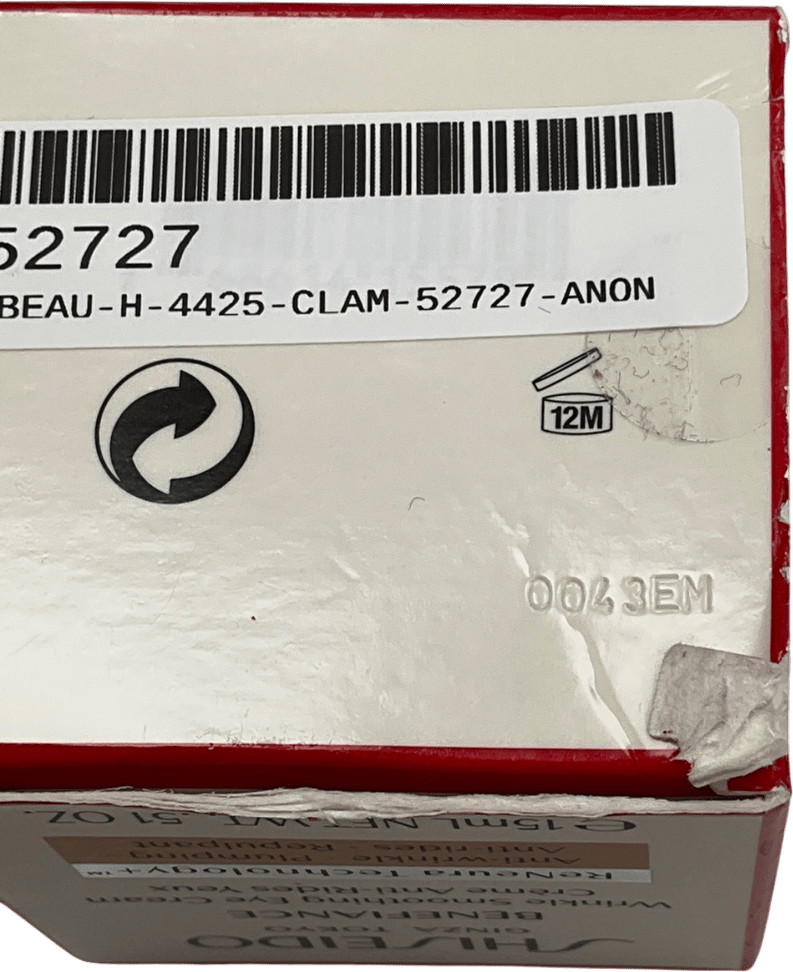 52727
BEAU-H-4425-CLAM-52727-ANON
12M
0043EM
SHISEIDO
GINZA TOKYO
BENEFIANCE
Wrinkle Smoothing Eye Cream
Crème Anti-Rides Yeux
ReNeura Technology+™
Anti-wrinkle - Plumping
Anti-rides - Repulpant
℮ 15mL NET WT. .51 OZ.